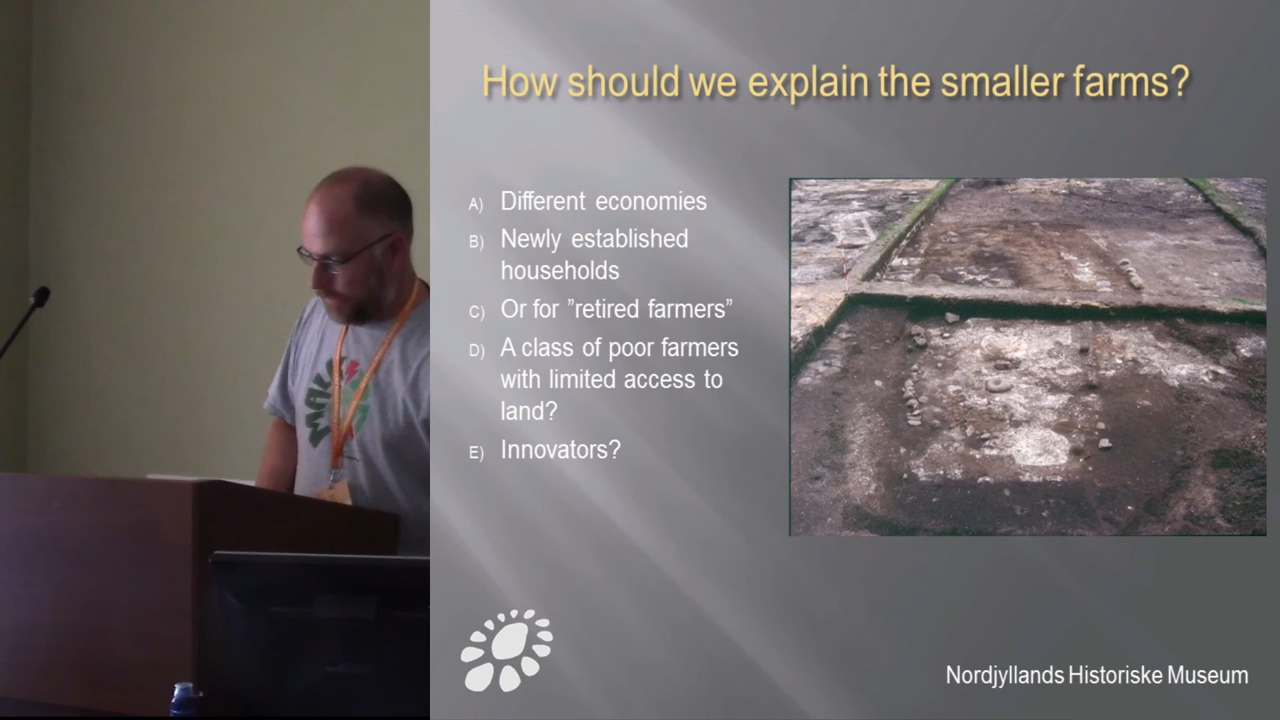 How should we explain the smaller farms?
A) Different economies
B) Newly established
households
C) Or for ”retired farmers”
D) A class of poor farmers
with limited access to
land?
E) Innovators?
Nordjyllands Historiske Museum